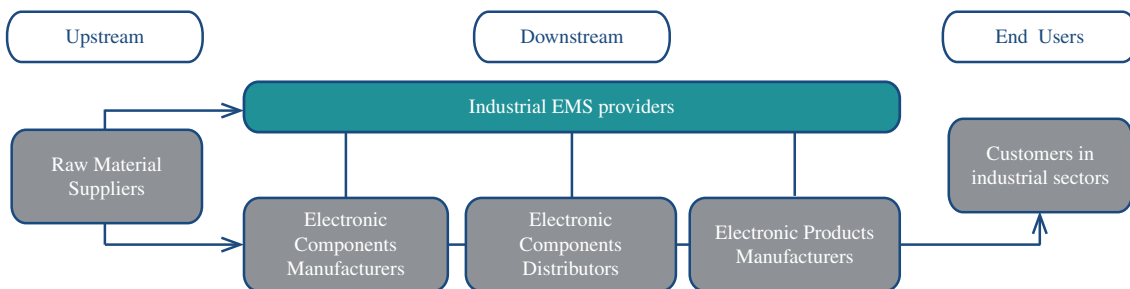 Upstream
Downstream
End Users
Industrial EMS providers
Raw Material
Suppliers
Customers in
industrial sectors
Electronic
Components
Manufacturers
Electronic
Components
Distributors
Electronic Products
Manufacturers